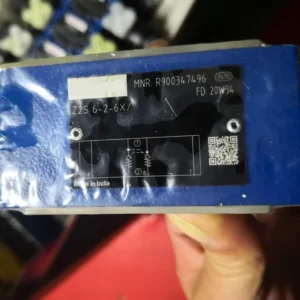 MNR: R900347496
FD: 20W54
Z2S 6-2-6X/
Made in India